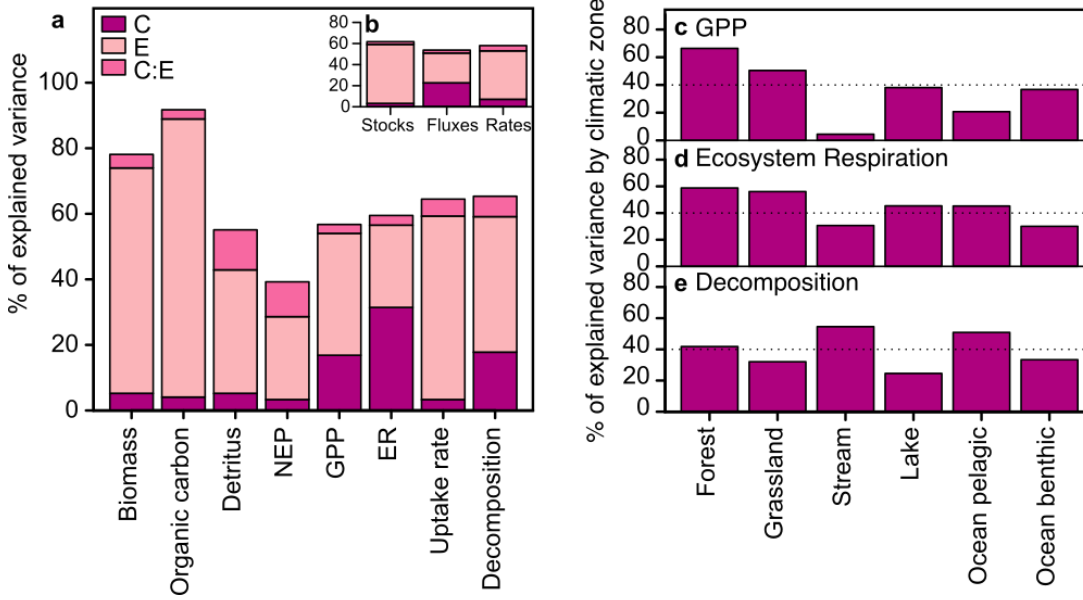 a
C
E
C:E
% of explained variance
100
80
60
40
20
0
Biomass
Organic carbon
Detritus
NEP
GPP
ER
Uptake rate
Decomposition
b
80
60
40
20
0
Stocks Fluxes Rates
% of explained variance by climatic zone
c GPP
80
60
40
20
0
d Ecosystem Respiration
80
60
40
20
0
e Decomposition
80
60
40
20
0
Forest
Grassland
Stream
Lake
Ocean pelagic
Ocean benthic